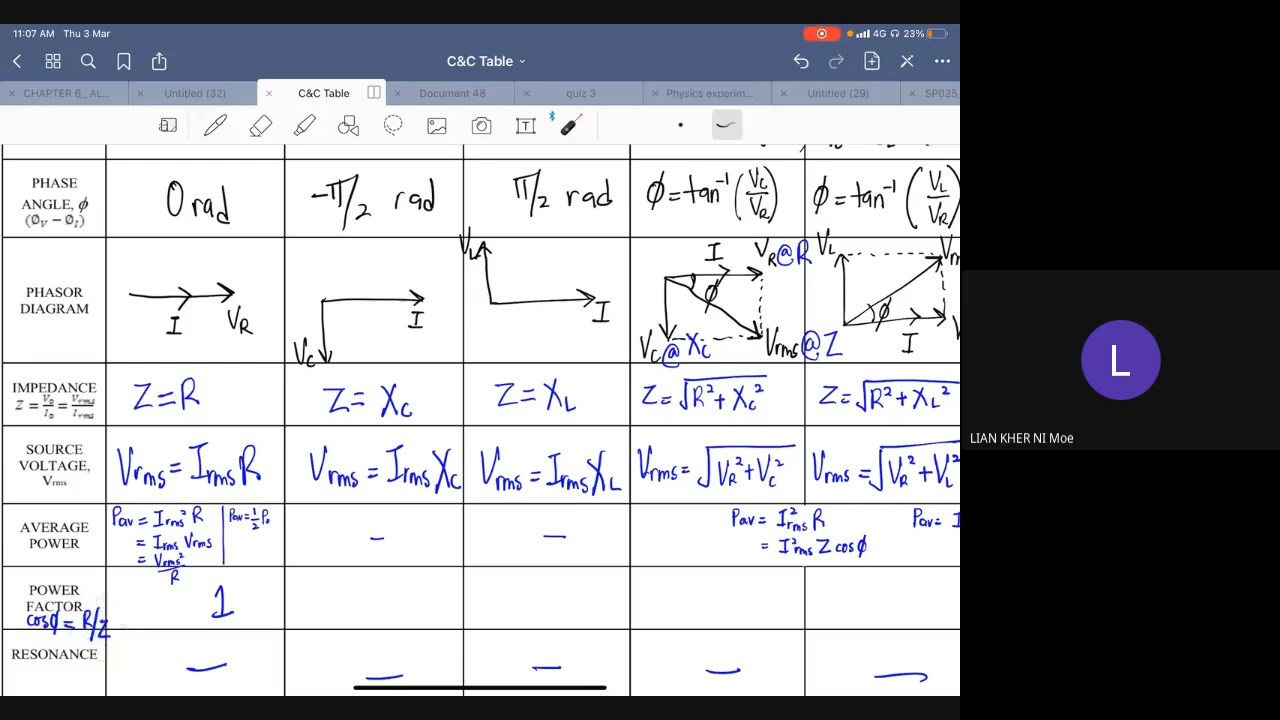 11:07 AM Thu 3 Mar
4G 23%
C&C Table
CHAPTER 6_ AL...
Untitled (32)
C&C Table
Document 48
quiz 3
Physics experim...
Untitled (29)
SP025_
PHASE
ANGLE, ϕ
(∅V − ∅I)
0 rad
-π/2 rad
π/2 rad
ϕ = tan⁻¹ (VC/VR)
ϕ = tan⁻¹ (VL/VR)
PHASOR
DIAGRAM
I
VR
VC
I
VL
I
I
VR @ R
ϕ
VC @ XC
Vrms @ Z
VL
ϕ
I
IMPEDANCE
Z = V0/I0 = Vrms/Irms
Z = R
Z = XC
Z = XL
Z = √R² + XC²
Z = √R² + XL²
SOURCE
VOLTAGE,
Vrms
Vrms = Irms R
Vrms = Irms XC
Vrms = Irms XL
Vrms = √VR² + VC²
Vrms = √VR² + VL²
AVERAGE
POWER
Pav = Irms² R
= Irms Vrms
= Vrms²/R
Pav = ½ P0
-
-
Pav = I²rms R
= I²rms Z cos ϕ
Pav = I
POWER
FACTOR
cosϕ = R/Z
1
RESONANCE
-
-
-
-
-
L
LIAN KHER NI Moe